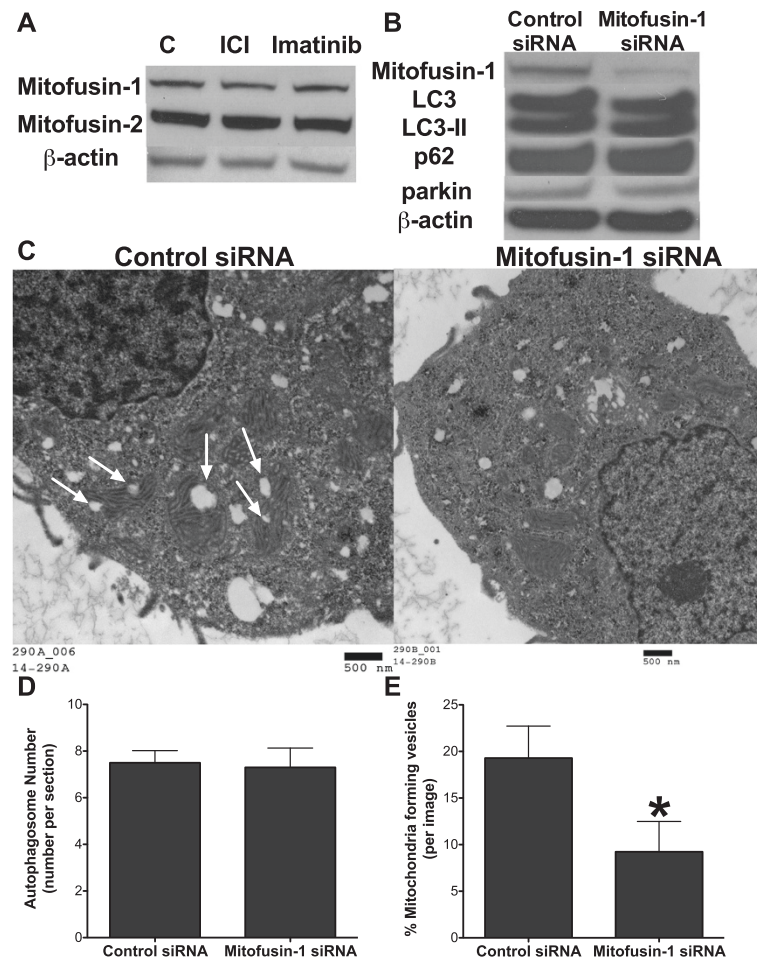 A
C ICI Imatinib
Mitofusin-1
Mitofusin-2
β-actin
B
Control siRNA
Mitofusin-1 siRNA
Mitofusin-1
LC3
LC3-II
p62
parkin
β-actin
C
Control siRNA
Mitofusin-1 siRNA
290A_006
14-290A
500 nm
290B_001
14-290B
500 nm
D
Autophagosome Number
(number per section)
10
8
6
4
2
0
Control siRNA
Mitofusin-1 siRNA
E
% Mitochondria forming vesicles
(per image)
25
20
15
10
5
0
*
Control siRNA
Mitofusin-1 siRNA